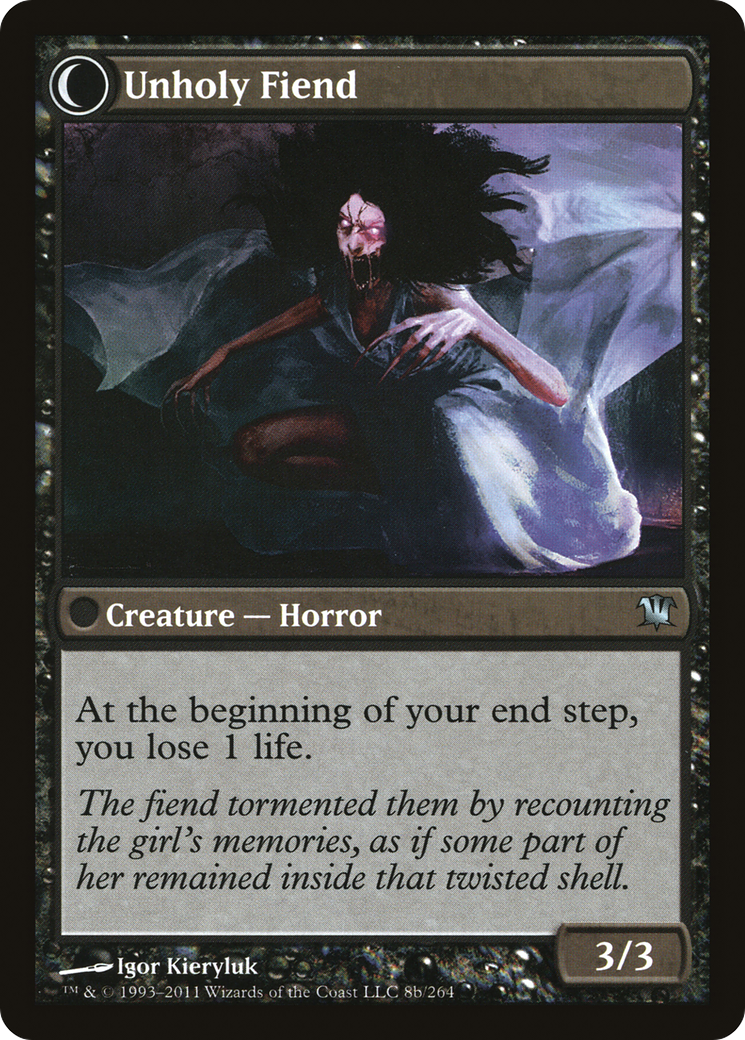 Unholy Fiend
Creature — Horror
At the beginning of your end step,
you lose 1 life.
The fiend tormented them by recounting
the girl's memories, as if some part of
her remained inside that twisted shell.
3/3
Igor Kieryluk
™ & © 1993–2011 Wizards of the Coast LLC 8b/264